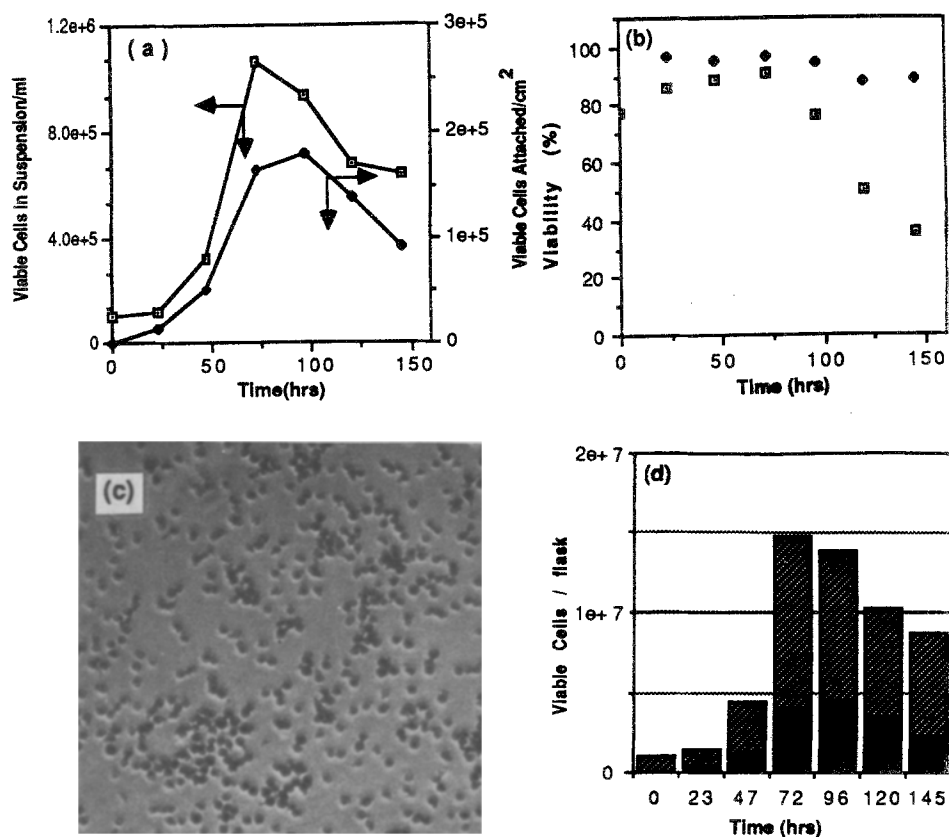 ( a )
1.2e+6
8.0e+5
4.0e+5
0
Viable Cells in Suspension/ml
3e+5
2e+5
1e+5
0
Viable Cells Attached/cm2
0 50 100 150
Time(hrs)
(b)
100
80
60
40
20
0
Viability (%)
0 50 100 150
Time (hrs)
(c)
(d)
2e+ 7
1e+ 7
0
Viable Cells / flask
0 23 47 72 96 120 145
Time (hrs)